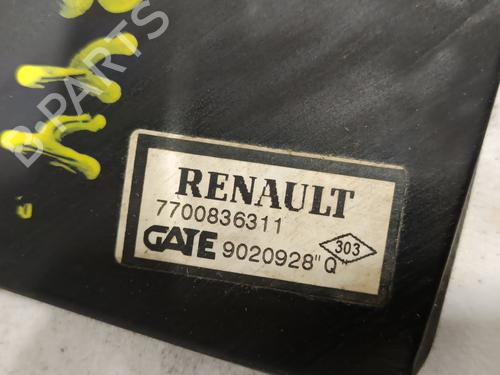 B-PARTS
RENAULT
7700836311
GATE 9020928"Q
303